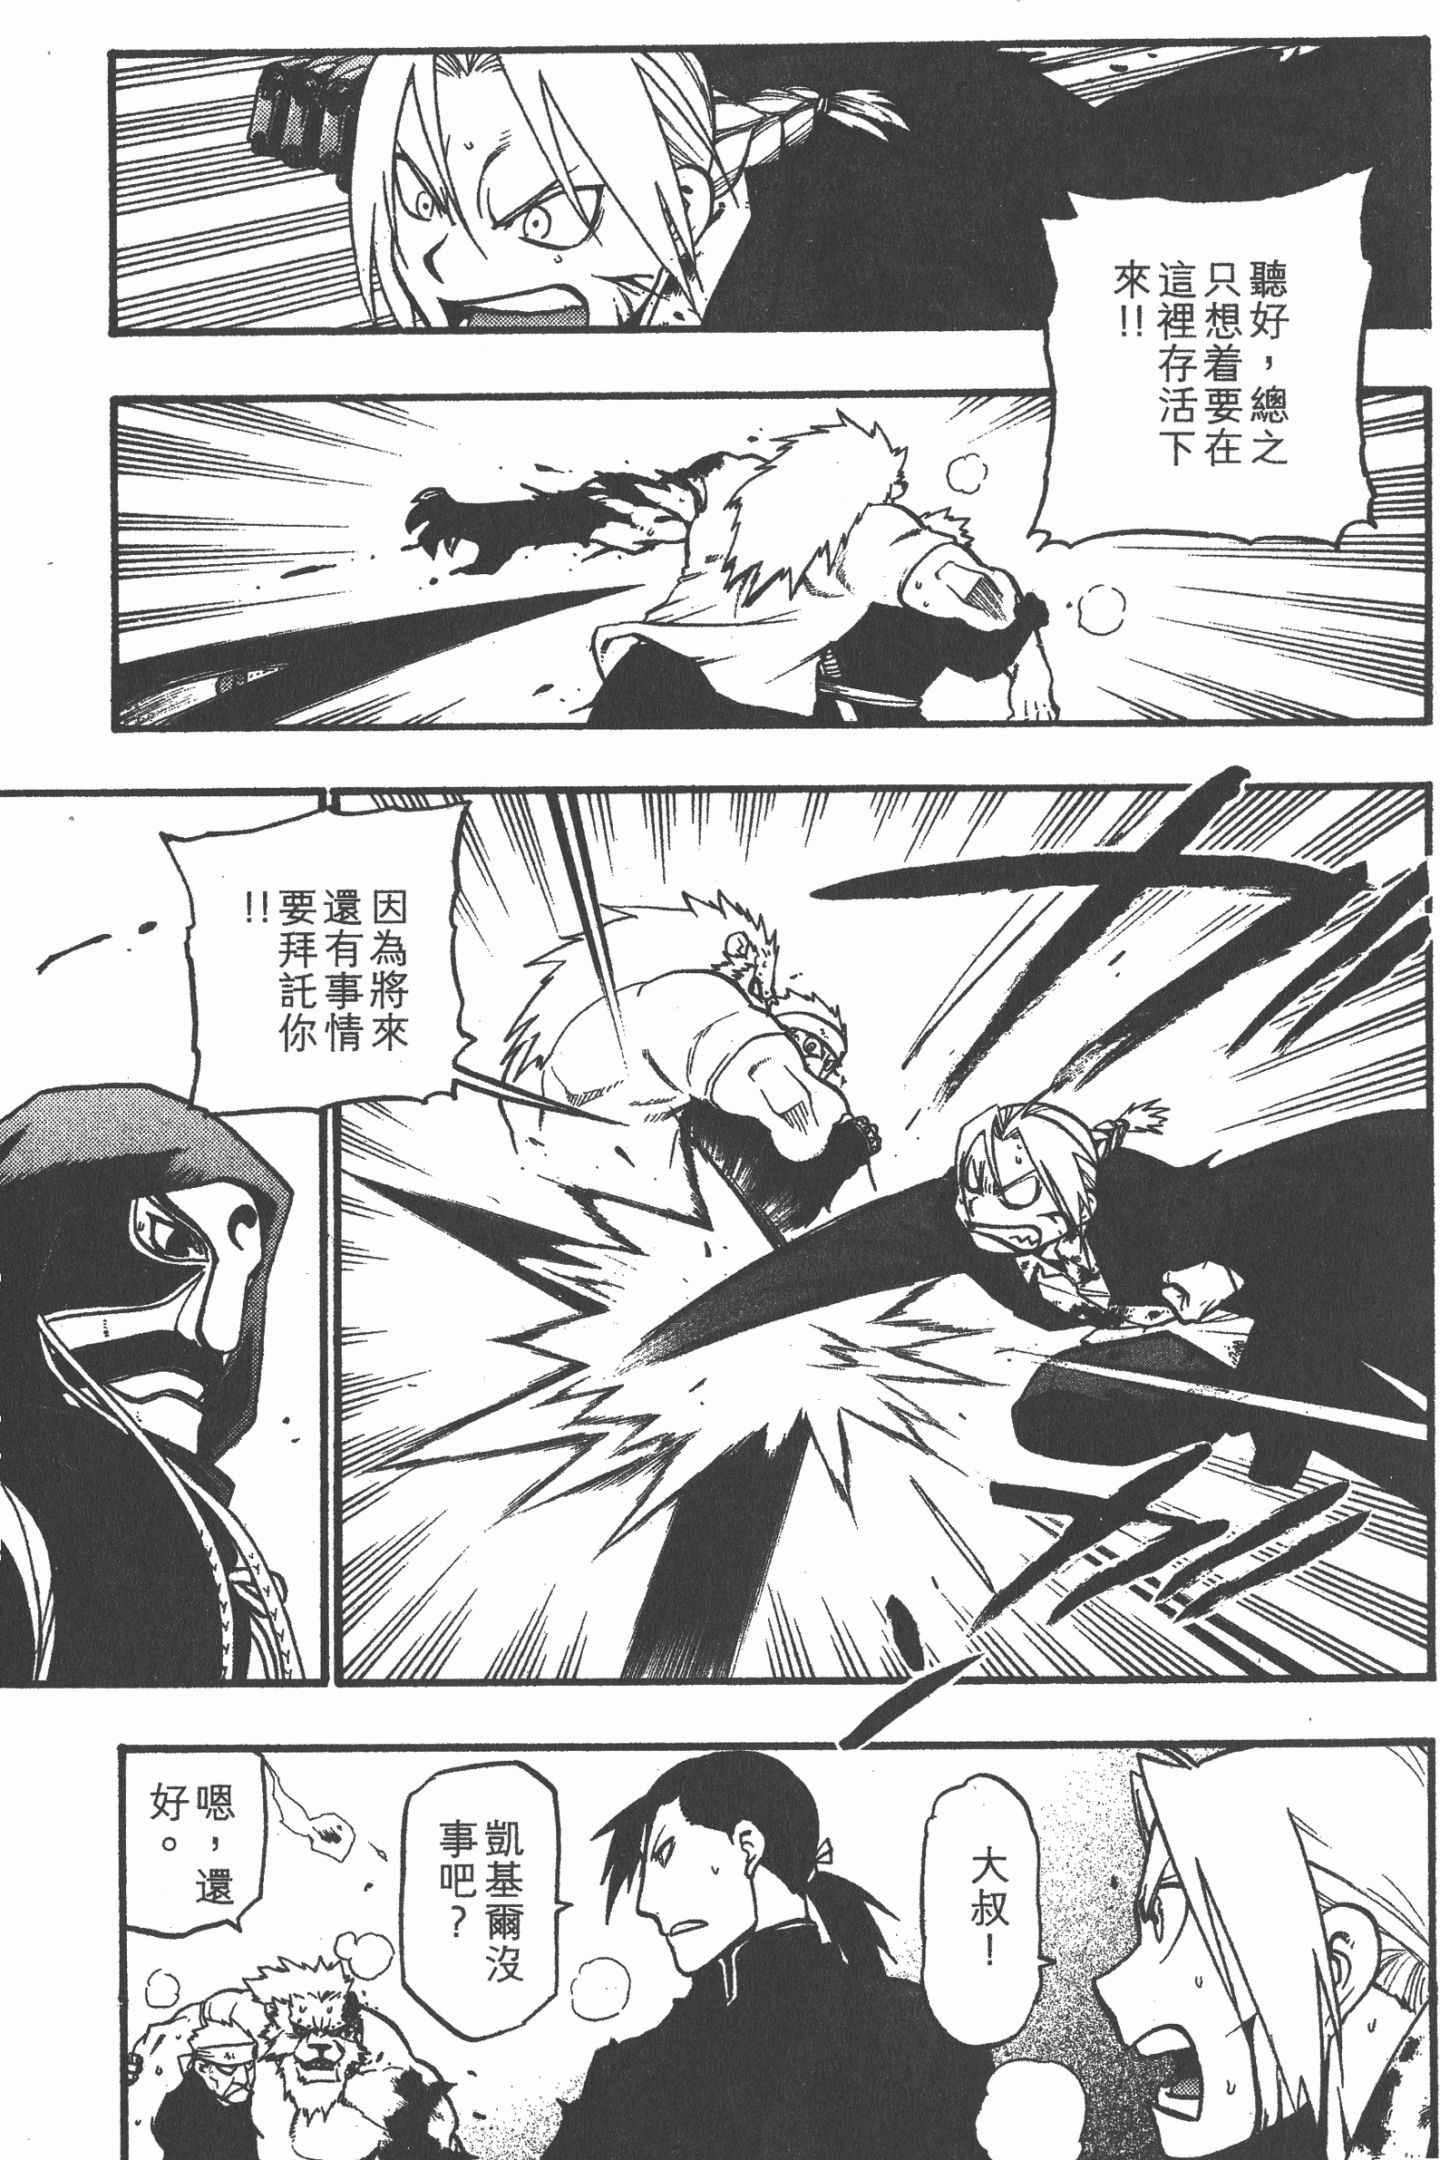 聽好，總之
只想着要在
這裡存活下
來!!
因為將來
還有事情
要拜託你
!!
大叔！
凱基爾沒
事吧？
嗯，還
好。